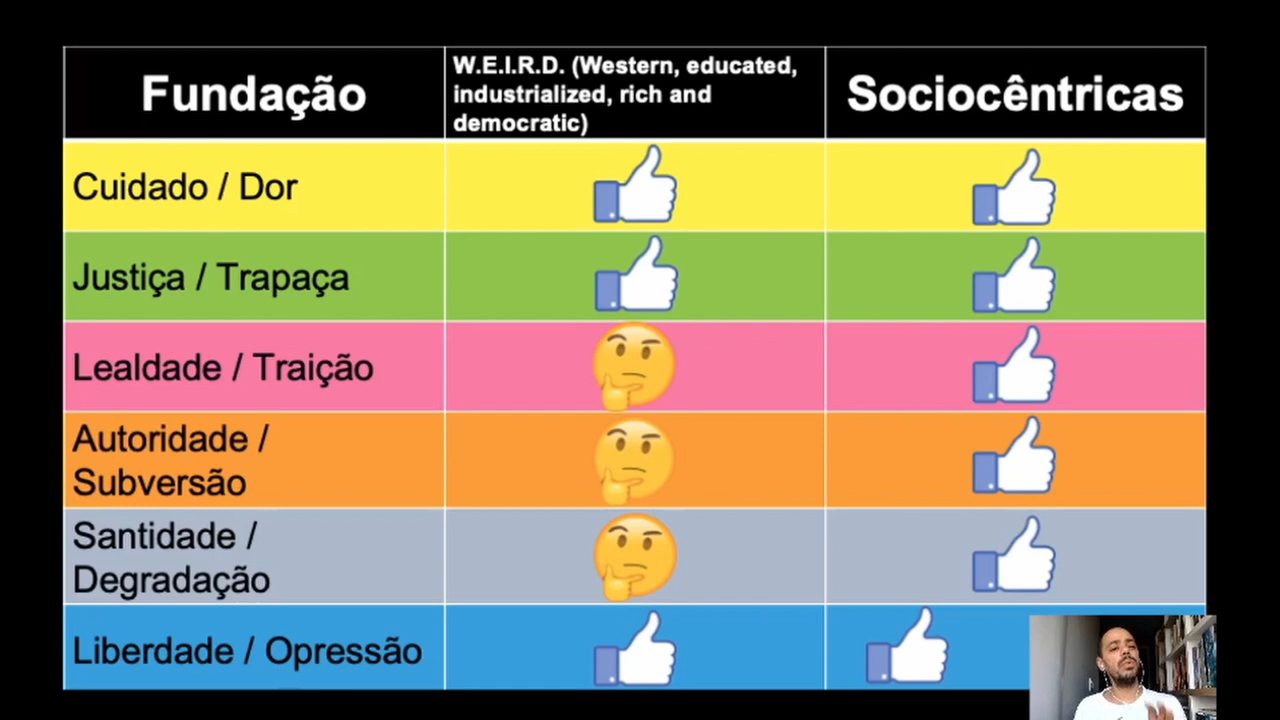 Fundação
W.E.I.R.D. (Western, educated,
industrialized, rich and
democratic)
Sociocêntricas
Cuidado / Dor
Justiça / Trapaça
Lealdade / Traição
Autoridade /
Subversão
Santidade /
Degradação
Liberdade / Opressão